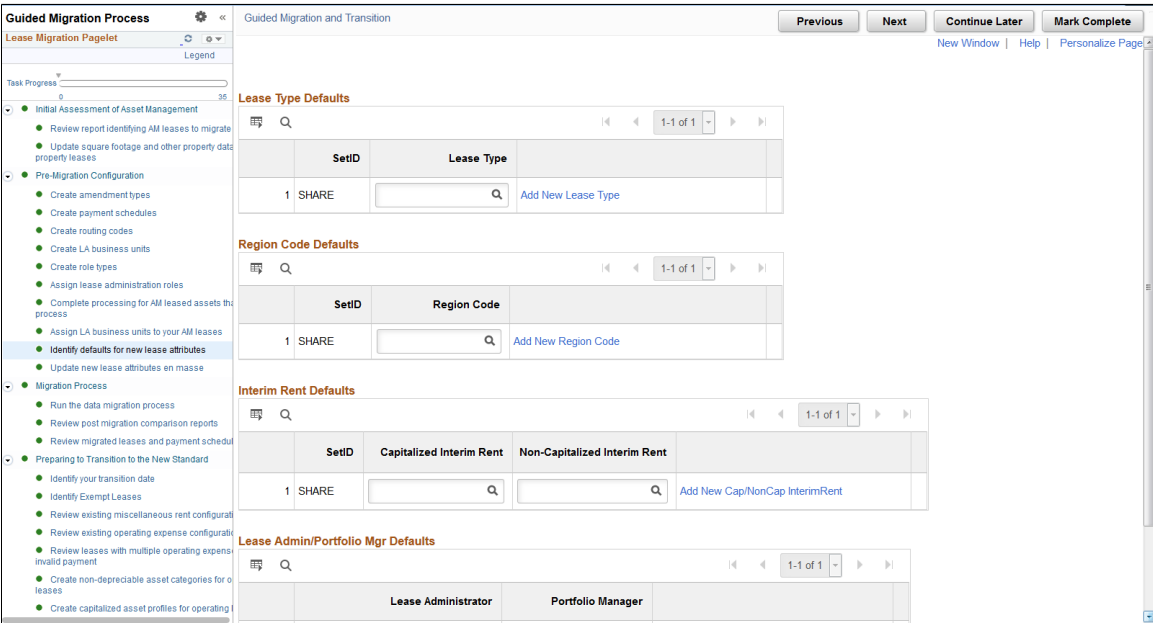 Guided Migration Process
«
Lease Migration Pagelet
Legend
Task Progress
0 35
Initial Assessment of Asset Management
Review report identifying AM leases to migrate
Update square footage and other property data
property leases
Pre-Migration Configuration
Create amendment types
Create payment schedules
Create routing codes
Create LA business units
Create role types
Assign lease administration roles
Complete processing for AM leased assets tha
process
Assign LA business units to your AM leases
Identify defaults for new lease attributes
Update new lease attributes en masse
Migration Process
Run the data migration process
Review post migration comparison reports
Review migrated leases and payment schedul
Preparing to Transition to the New Standard
Identify your transition date
Identify Exempt Leases
Review existing miscellaneous rent configurati
Review existing operating expense configuratio
Review leases with multiple operating expense
invalid payment
Create non-depreciable asset categories for o
leases
Create capitalized asset profiles for operating l
Guided Migration and Transition
Previous Next Continue Later Mark Complete
New Window | Help | Personalize Page
Lease Type Defaults
1-1 of 1
SetID Lease Type
1 SHARE Add New Lease Type
Region Code Defaults
1-1 of 1
SetID Region Code
1 SHARE Add New Region Code
Interim Rent Defaults
1-1 of 1
SetID Capitalized Interim Rent Non-Capitalized Interim Rent
1 SHARE Add New Cap/NonCap InterimRent
Lease Admin/Portfolio Mgr Defaults
1-1 of 1
Lease Administrator Portfolio Manager